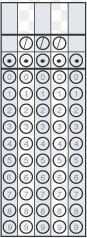 / / /
. . . . .
0 0 0 0 0
1 1 1 1 1
2 2 2 2 2
3 3 3 3 3
4 4 4 4 4
5 5 5 5 5
6 6 6 6 6
7 7 7 7 7
8 8 8 8 8
9 9 9 9 9